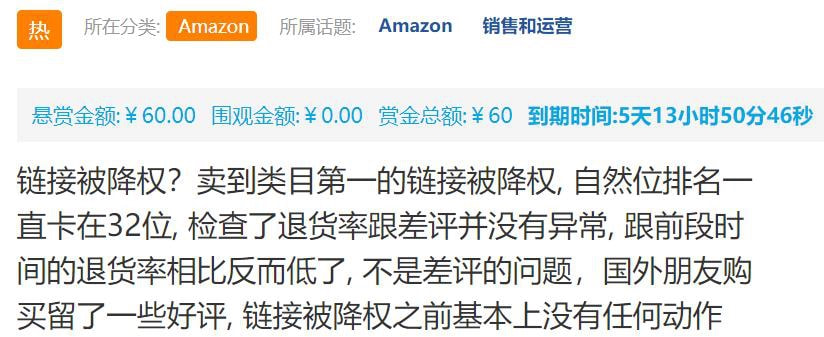 热 所在分类: Amazon 所属话题: Amazon 销售和运营
悬赏金额:￥60.00 围观金额:￥0.00 赏金总额:￥60 到期时间:5天13小时50分46秒
链接被降权？卖到类目第一的链接被降权, 自然位排名一
直卡在32位, 检查了退货率跟差评并没有异常, 跟前段时
间的退货率相比反而低了, 不是差评的问题，国外朋友购
买留了一些好评, 链接被降权之前基本上没有任何动作